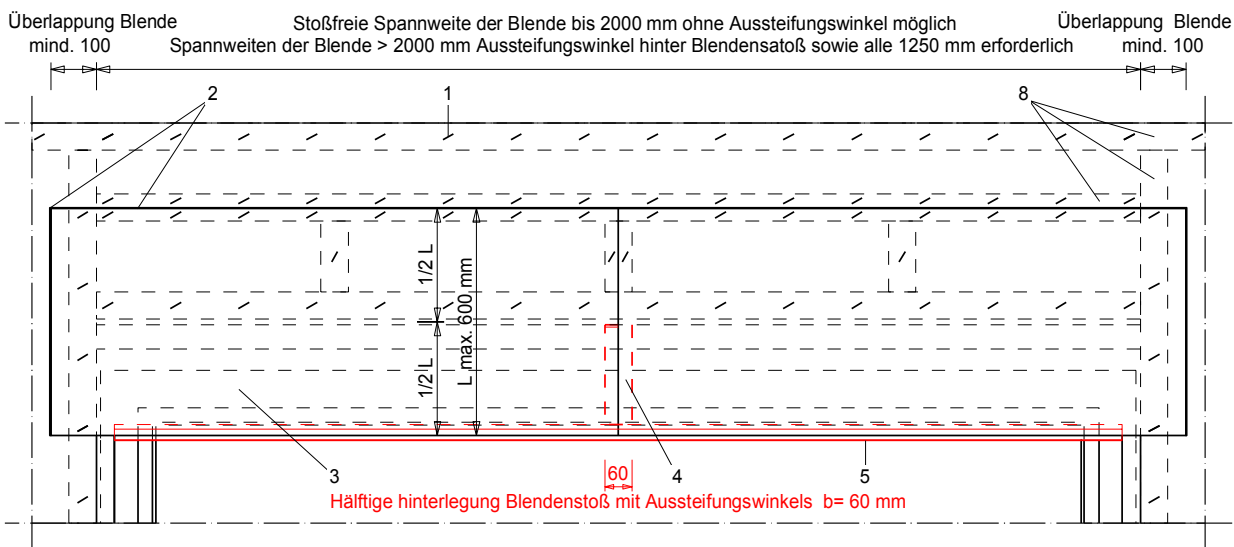 Überlappung Blende
mind. 100
Stoßfreie Spannweite der Blende bis 2000 mm ohne Aussteifungswinkel möglich
Spannweiten der Blende > 2000 mm Aussteifungswinkel hinter Blendensatoß sowie alle 1250 mm erforderlich
Überlappung Blende
mind. 100
2
1
8
1/2 L
L max. 600 mm
1/2 L
3
60
4
5
Hälftige hinterlegung Blendenstoß mit Aussteifungswinkels b= 60 mm